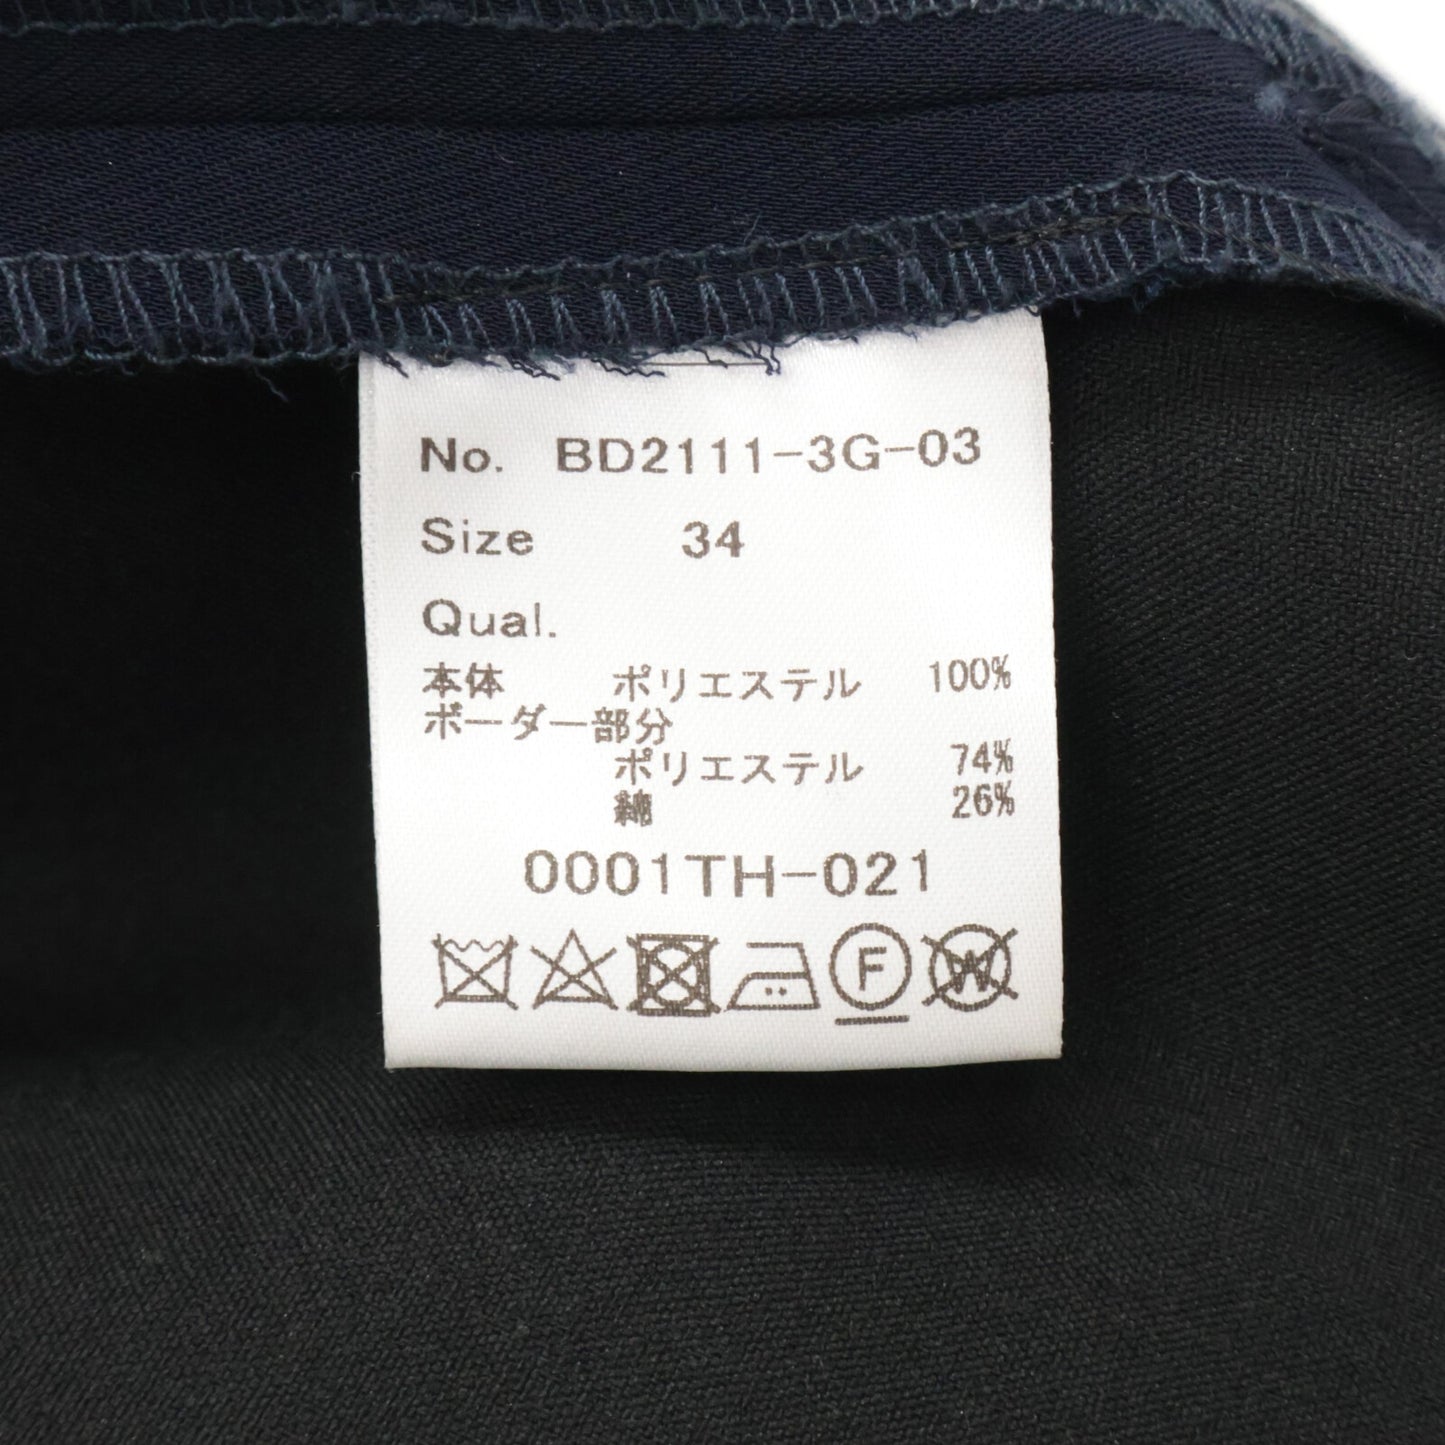 No. BD2111-3G-03
Size 34
Qual.
本体 ポリエステル 100%
ボーダー部分
ポリエステル 74%
綿 26%
0001TH-021
F W